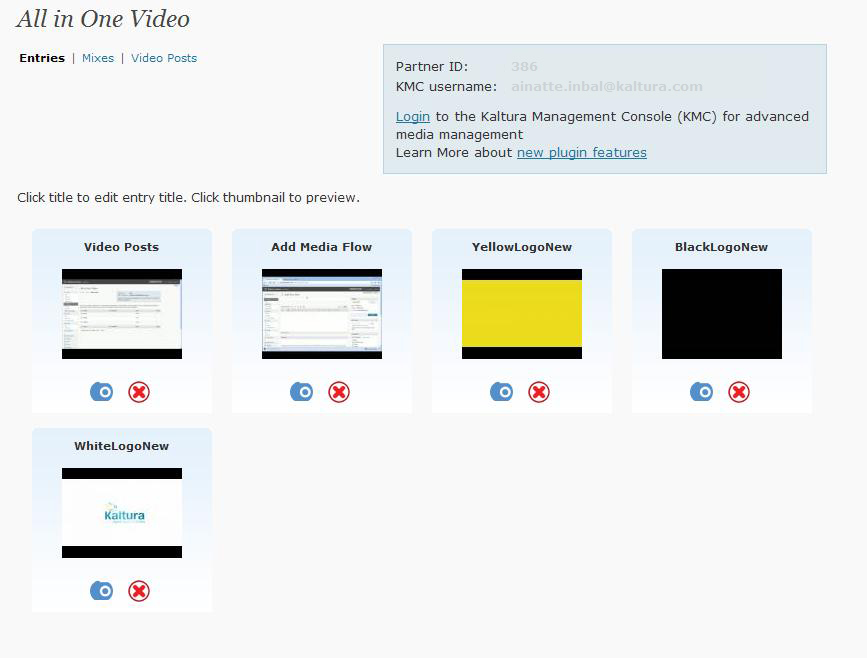 All in One Video
Entries | Mixes | Video Posts
Partner ID: 386
KMC username: ainatte.inbal@kaltura.com
Login to the Kaltura Management Console (KMC) for advanced
media management
Learn More about new plugin features
Click title to edit entry title. Click thumbnail to preview.
Video Posts
Add Media Flow
YellowLogoNew
BlackLogoNew
WhiteLogoNew
Kaltura